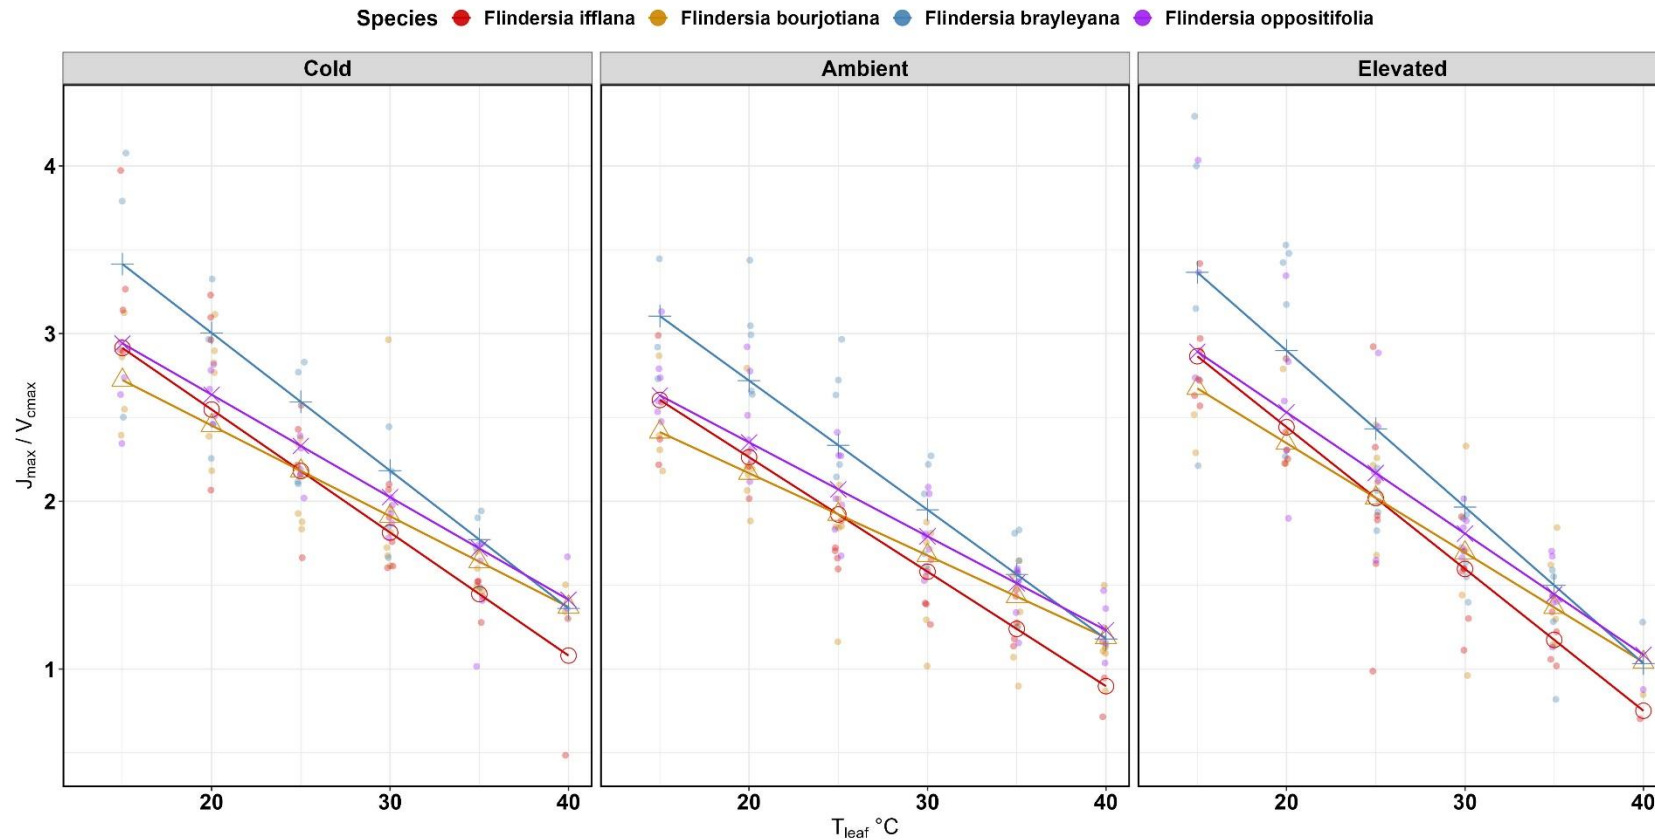 Species Flindersia ifflana Flindersia bourjotiana Flindersia brayleyana Flindersia oppositifolia
Cold Ambient Elevated
4
3
2
1
Jmax / Vcmax
20 30 40 20 30 40 20 30 40
Tleaf °C